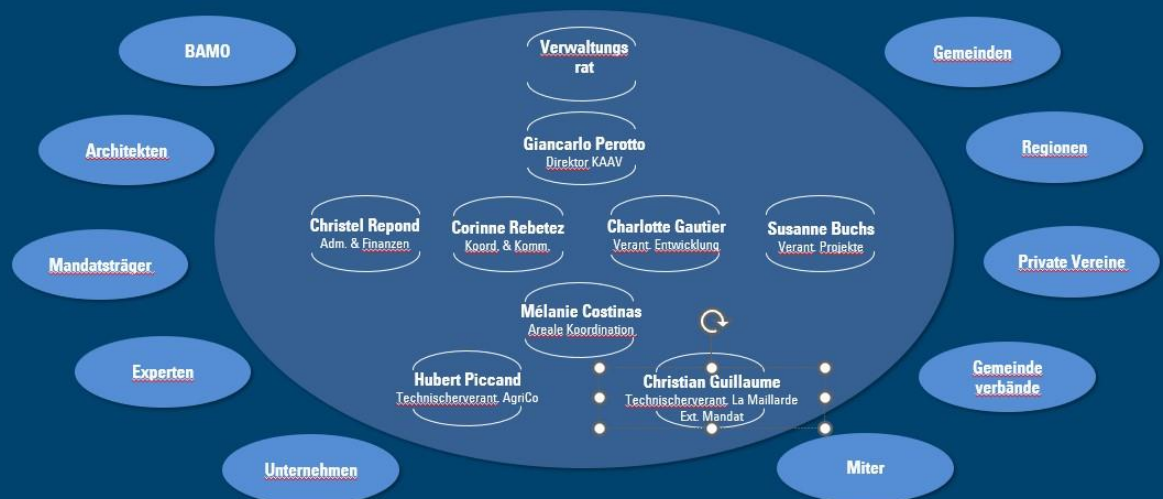 BAMO
Verwaltungs
rat
Gemeinden
Architekten
Giancarlo Perotto
Direktor KAAV
Regionen
Christel Repond
Adm. & Finanzen
Corinne Rebetez
Koord. & Komm.
Charlotte Gautier
Verant. Entwicklung
Susanne Buchs
Verant. Projekte
Mandatsträger
Private Vereine
Mélanie Costinas
Areale Koordination
Experten
Hubert Piccand
Technischerverant. AgriCo
Christian Guillaume
Technischerverant. La Maillarde
Ext. Mandat
Gemeinde
verbände
Unternehmen
Miter